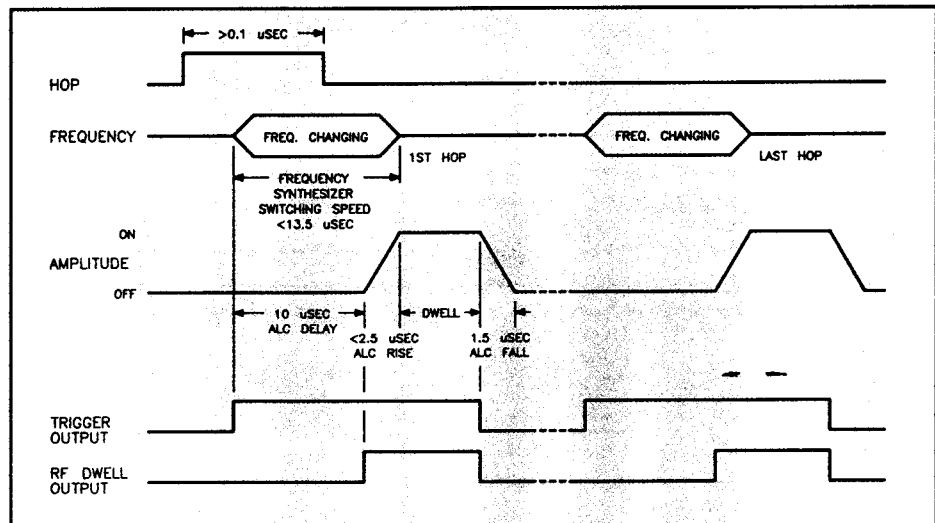 >0.1 uSEC
HOP
FREQUENCY
FREQ. CHANGING
FREQ. CHANGING
1ST HOP
LAST HOP
FREQUENCY
SYNTHESIZER
SWITCHING SPEED
<13.5 uSEC
ON
AMPLITUDE
OFF
10 uSEC
ALC DELAY
<2.5 uSEC
ALC RISE
DWELL
1.5 uSEC
ALC FALL
TRIGGER
OUTPUT
RF DWELL
OUTPUT